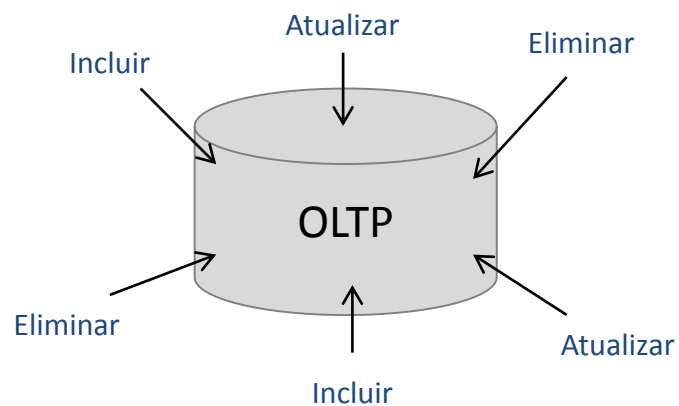 Atualizar
Eliminar
Incluir
OLTP
Eliminar
Atualizar
Incluir